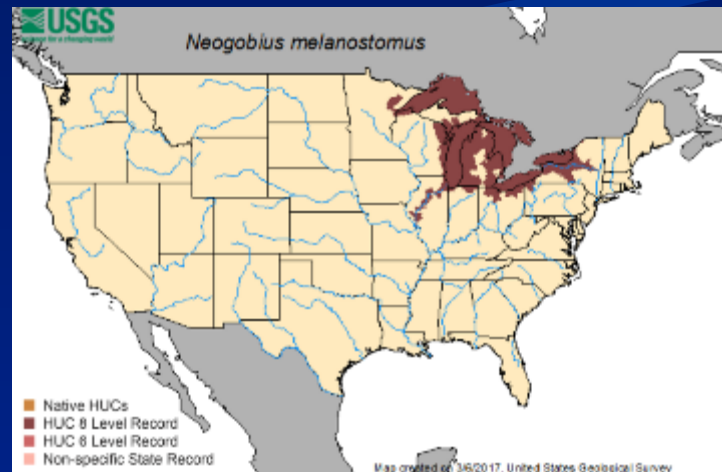 USGS
science for a changing world
Neogobius melanostomus
Native HUCs
HUC 8 Level Record
HUC 6 Level Record
Non-specific State Record
Map created on 3/6/2017. United States Geological Survey